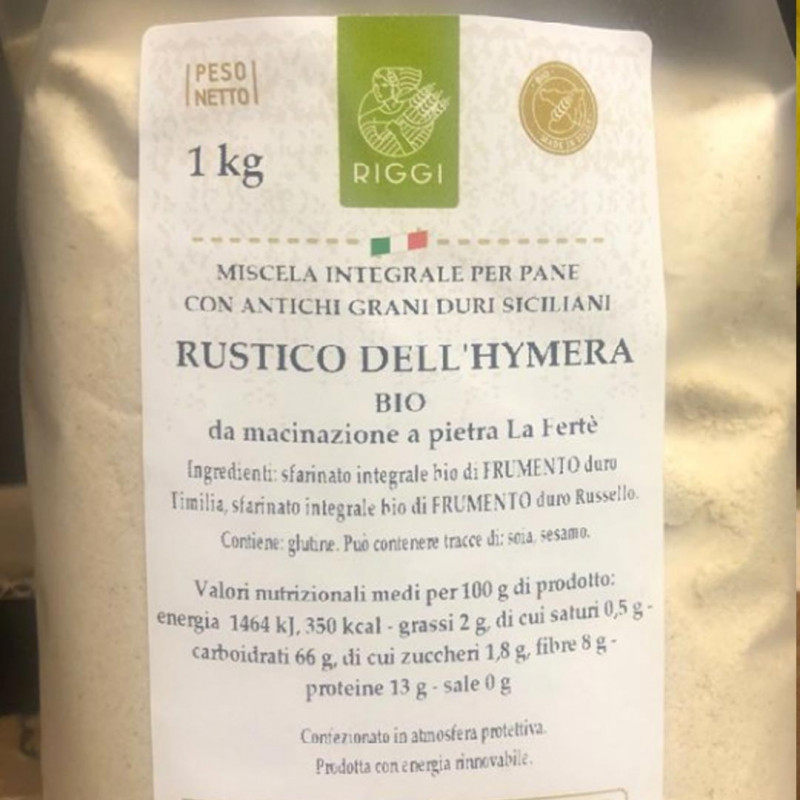 PESO
NETTO
1 kg
RIGGI
BIO
MISCELA INTEGRALE PER PANE
CON ANTICHI GRANI DURI SICILIANI
RUSTICO DELL'HYMERA
BIO
da macinazione a pietra La Fertè
Ingredienti: sfarinato integrale bio di FRUMENTO duro
Timilia, sfarinato integrale bio di FRUMENTO duro Russello.
Contiene: glutine. Può contenere tracce di: soia, sesamo.
Valori nutrizionali medi per 100 g di prodotto:
energia 1464 kJ, 350 kcal - grassi 2 g, di cui saturi 0,5 g -
carboidrati 66 g, di cui zuccheri 1,8 g, fibre 8 g -
proteine 13 g - sale 0 g
Confezionato in atmosfera protettiva.
Prodotta con energia rinnovabile.